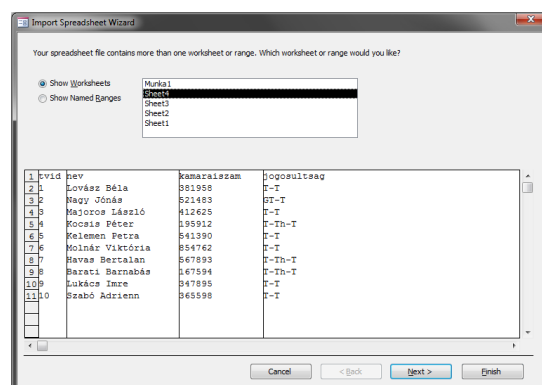 Import Spreadsheet Wizard
Your spreadsheet file contains more than one worksheet or range. Which worksheet or range would you like?
Show Worksheets
Show Named Ranges
Munka1
Sheet4
Sheet3
Sheet2
Sheet1
1 tvid nev kamaraiszam jogosultsag
2 1 Lovász Béla 381958 T-T
3 2 Nagy Jónás 521483 GT-T
4 3 Majoros László 412625 T-T
5 4 Kocsis Péter 195912 T-Th-T
6 5 Kelemen Petra 541390 T-T
7 6 Molnár Viktória 854762 T-T
8 7 Havas Bertalan 567893 T-Th-T
9 8 Barati Barnabás 167594 T-Th-T
10 9 Lukács Imre 347895 T-T
11 10 Szabó Adrienn 365598 T-T
Cancel < Back Next > Finish